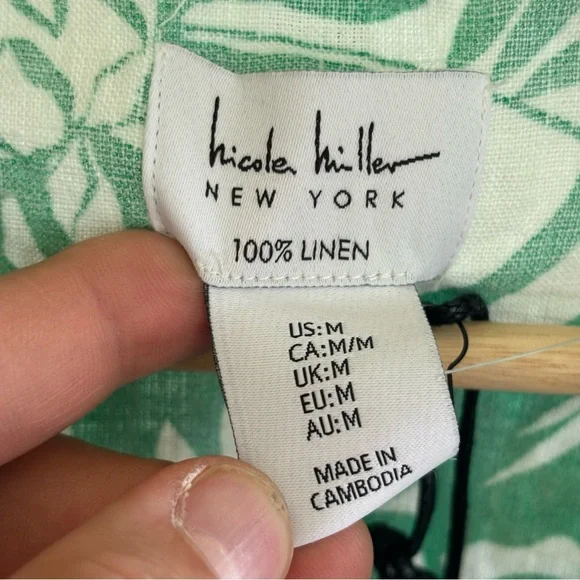 nicole miller
NEW YORK
100% LINEN
US: M
CA: M/M
UK: M
EU: M
AU: M
MADE IN
CAMBODIA